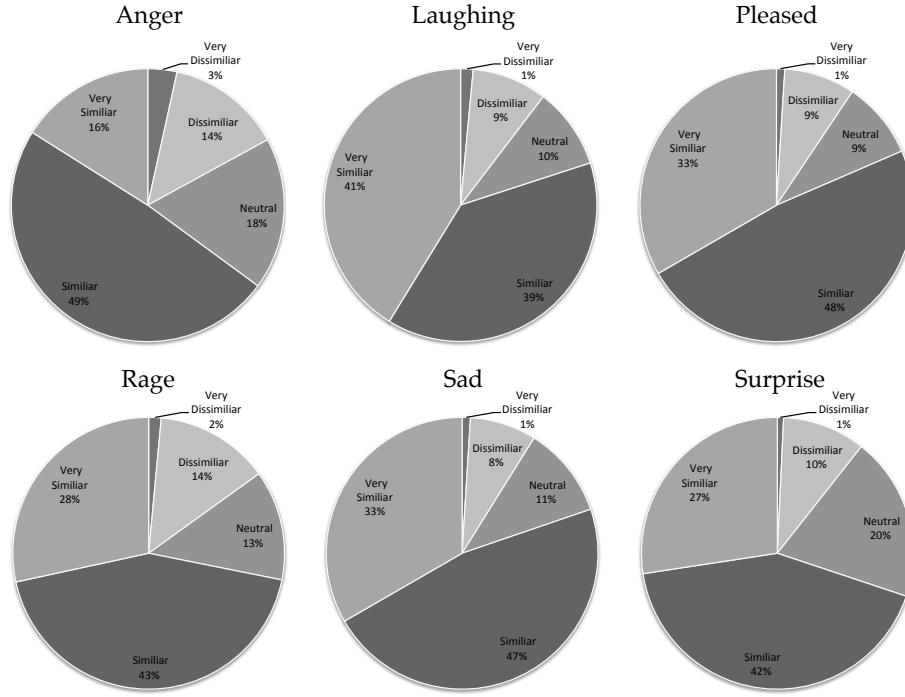 Anger
Very
Dissimiliar
3%
Dissimiliar
14%
Neutral
18%
Similiar
49%
Very
Similiar
16%
Laughing
Very
Dissimiliar
1%
Dissimiliar
9%
Neutral
10%
Similiar
39%
Very
Similiar
41%
Pleased
Very
Dissimiliar
1%
Dissimiliar
9%
Neutral
9%
Similiar
48%
Very
Similiar
33%
Rage
Very
Dissimiliar
2%
Dissimiliar
14%
Neutral
13%
Similiar
43%
Very
Similiar
28%
Sad
Very
Dissimiliar
1%
Dissimiliar
8%
Neutral
11%
Similiar
47%
Very
Similiar
33%
Surprise
Very
Dissimiliar
1%
Dissimiliar
10%
Neutral
20%
Similiar
42%
Very
Similiar
27%